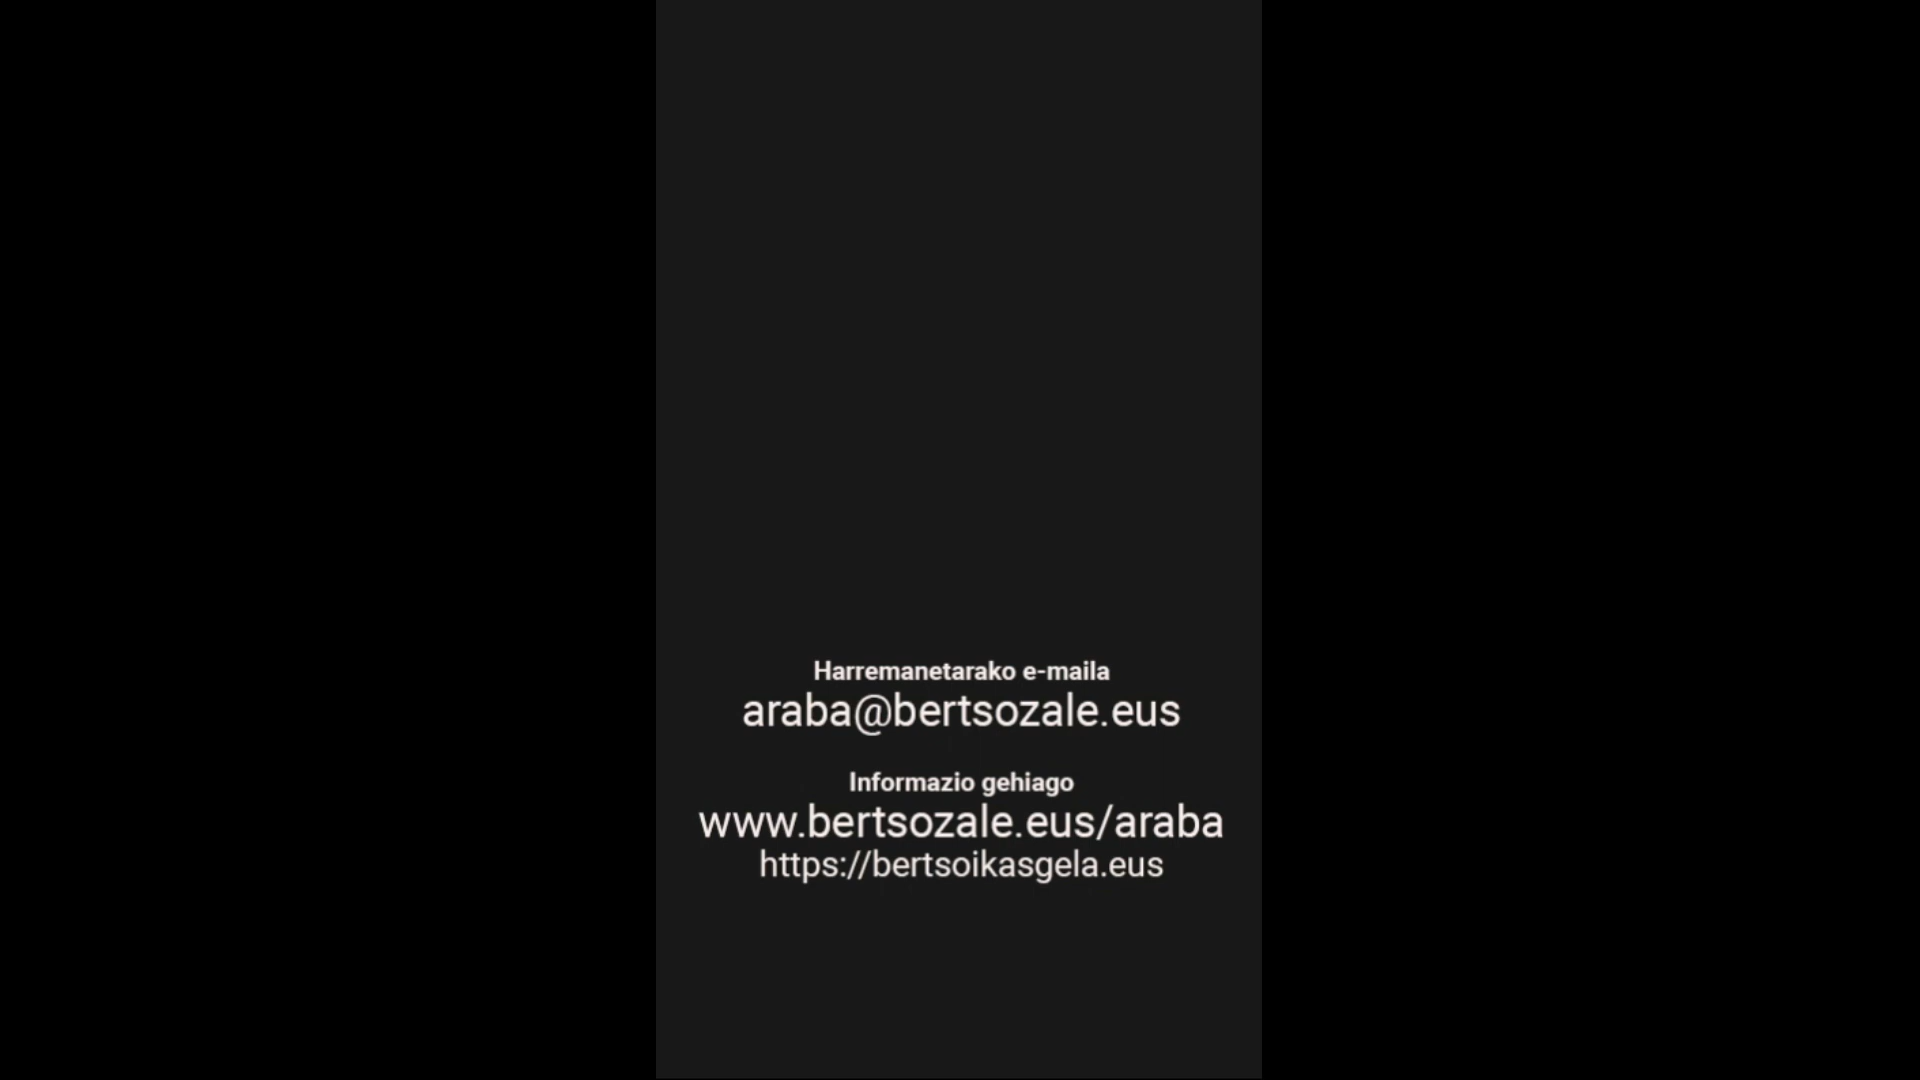 Harremanetarako e-maila
araba@bertsozale.eus
Informazio gehiago
www.bertsozale.eus/araba
https://bertsoikasgela.eus